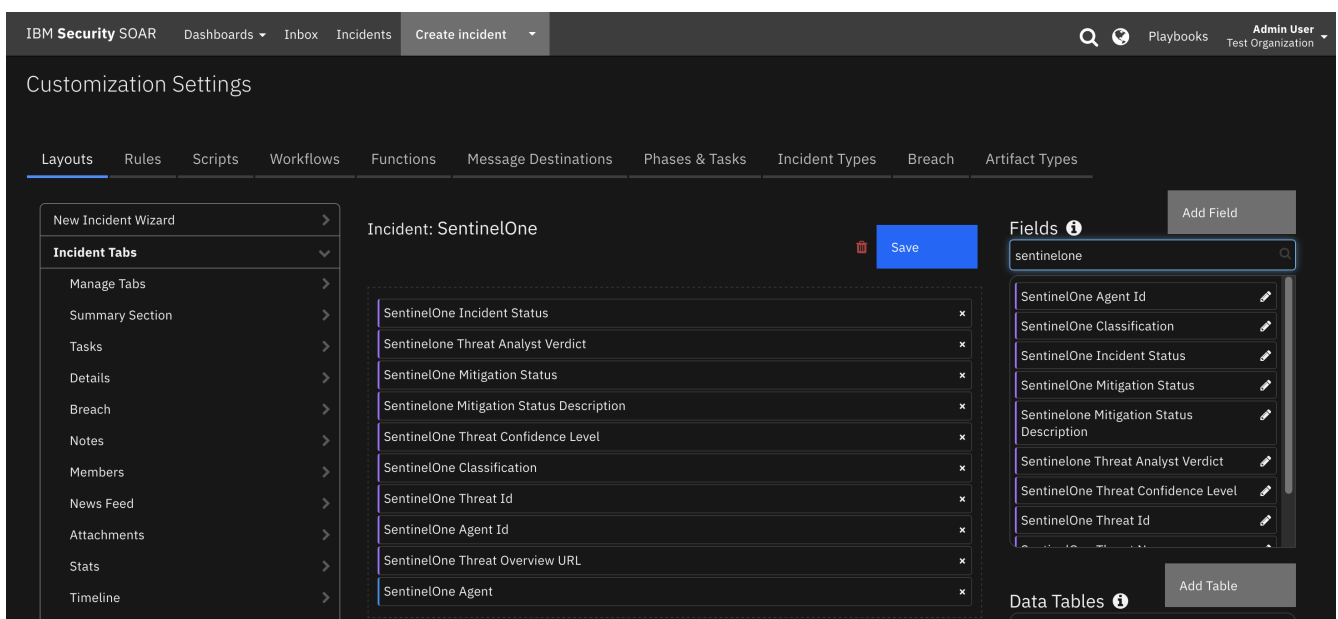 IBM Security SOAR Dashboards Inbox Incidents Create incident Playbooks Admin User
Test Organization
Customization Settings
Layouts Rules Scripts Workflows Functions Message Destinations Phases & Tasks Incident Types Breach Artifact Types
New Incident Wizard
Incident Tabs
Manage Tabs
Summary Section
Tasks
Details
Breach
Notes
Members
News Feed
Attachments
Stats
Timeline
Incident: SentinelOne
Save
SentinelOne Incident Status
Sentinelone Threat Analyst Verdict
SentinelOne Mitigation Status
Sentinelone Mitigation Status Description
SentinelOne Threat Confidence Level
SentinelOne Classification
SentinelOne Threat Id
SentinelOne Agent Id
SentinelOne Threat Overview URL
SentinelOne Agent
Add Field
Fields
sentinelone
SentinelOne Agent Id
SentinelOne Classification
SentinelOne Incident Status
SentinelOne Mitigation Status
Sentinelone Mitigation Status
Description
Sentinelone Threat Analyst Verdict
SentinelOne Threat Confidence Level
SentinelOne Threat Id
Add Table
Data Tables